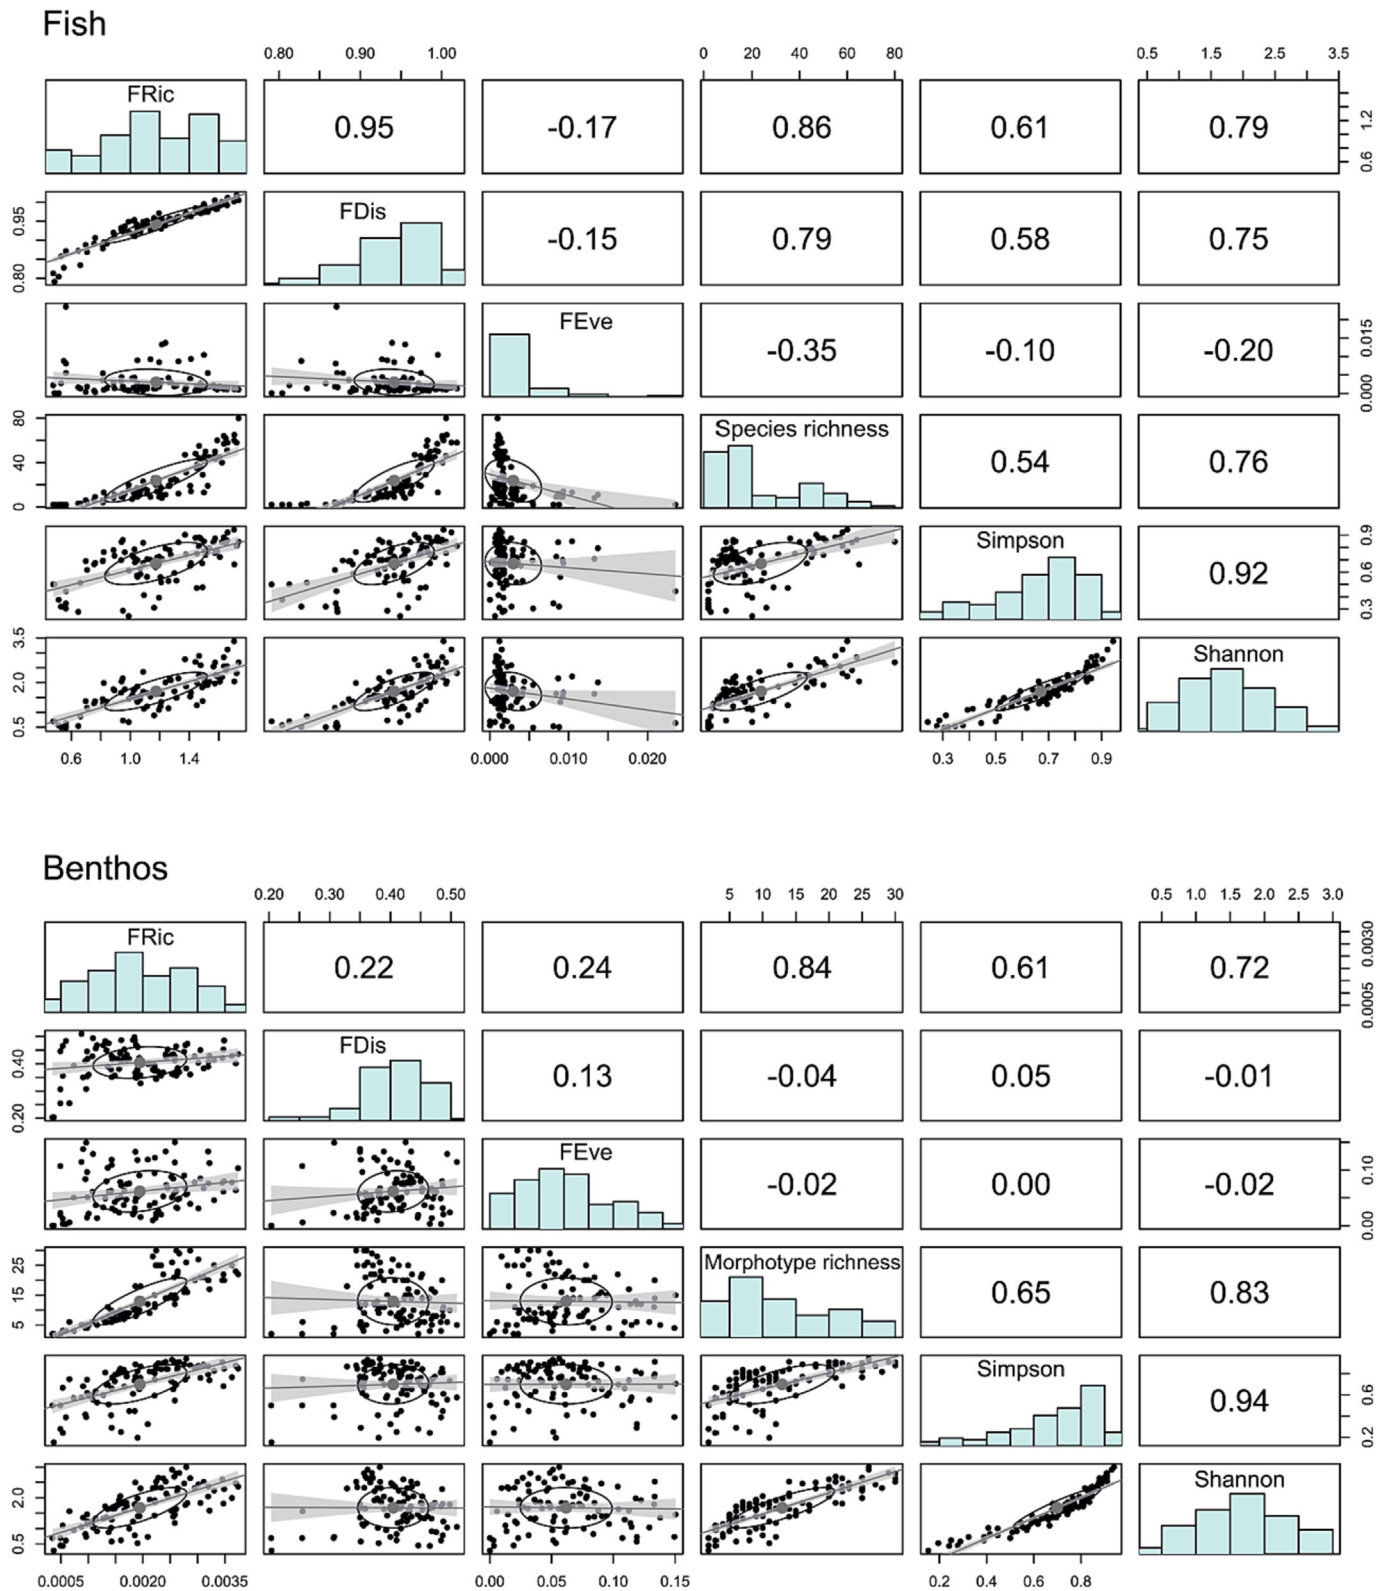 Fish
0.80 0.90 1.00 0 20 40 60 80 0.5 1.5 2.5 3.5
FRic 0.95 -0.17 0.86 0.61 0.79 0.6 1.2
0.80 0.95 FDis -0.15 0.79 0.58 0.75
FEve -0.35 -0.10 -0.20 0.000 0.015
0 40 80 Species richness 0.54 0.76
Simpson 0.92 0.3 0.6 0.9
0.5 2.0 3.5 Shannon
0.6 1.0 1.4 0.000 0.010 0.020 0.3 0.5 0.7 0.9
Benthos
0.20 0.30 0.40 0.50 5 10 15 20 25 30 0.5 1.0 1.5 2.0 2.5 3.0
FRic 0.22 0.24 0.84 0.61 0.72 0.0005 0.0030
0.20 0.40 FDis 0.13 -0.04 0.05 -0.01
FEve -0.02 0.00 -0.02 0.00 0.10
5 15 25 Morphotype richness 0.65 0.83
Simpson 0.94 0.2 0.6
0.5 2.0 Shannon
0.0005 0.0020 0.0035 0.00 0.05 0.10 0.15 0.2 0.4 0.6 0.8